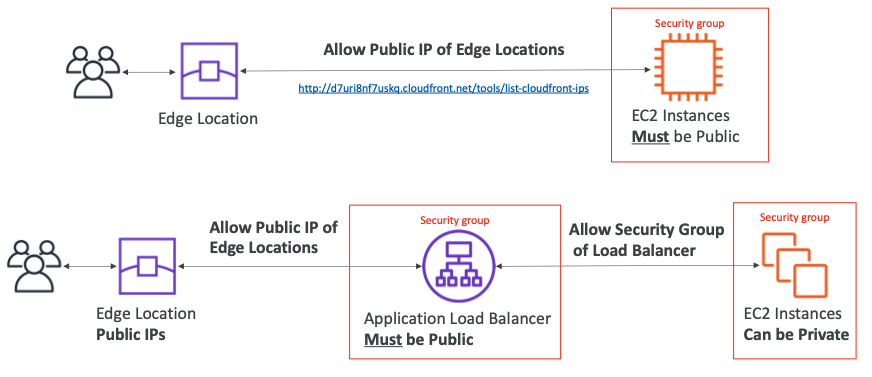 Security group
Allow Public IP of Edge Locations
http://d7uri8nf7uskq.cloudfront.net/tools/list-cloudfront-ips
Edge Location
EC2 Instances
Must be Public
Security group
Allow Public IP of
Edge Locations
Allow Security Group
of Load Balancer
Security group
Edge Location
Public IPs
Application Load Balancer
Must be Public
EC2 Instances
Can be Private